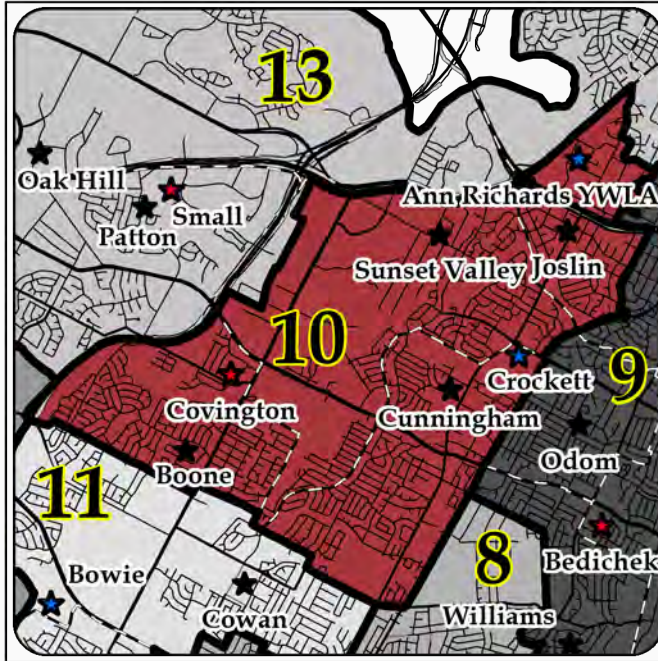 13
Oak Hill
Small
Patton
Ann Richards YWLA
Sunset Valley
Joslin
10
9
Crockett
Covington
Cunningham
Odom
Boone
11
8
Bedichek
Bowie
Cowan
Williams